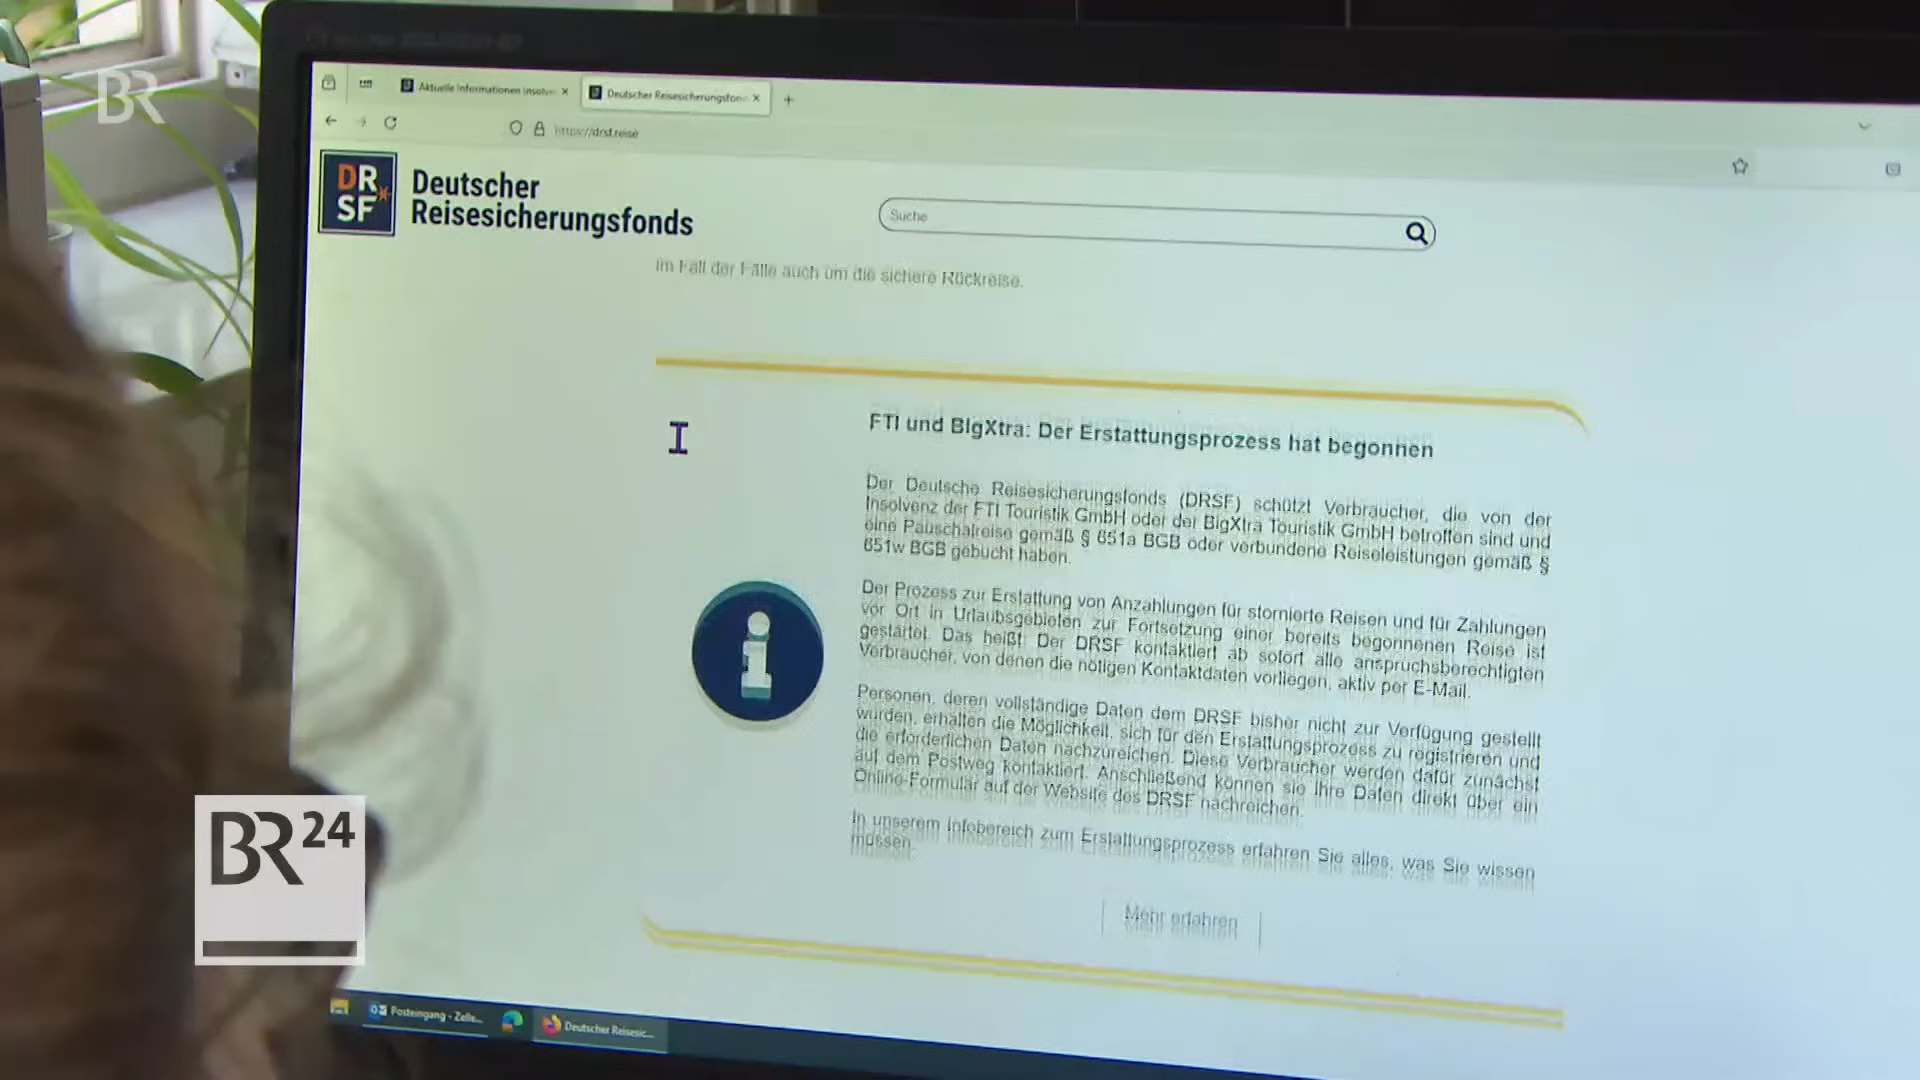 BR
Aktuelle Informationen Insolve
Deutscher Reisesicherungsfon
https://drsf.reise
DR
SF
Deutscher
Reisesicherungsfonds
Suche
im Fall der Fälle auch um die sichere Rückreise.
FTI und BigXtra: Der Erstattungsprozess hat begonnen
Der Deutsche Reisesicherungsfonds (DRSF) schützt Verbraucher, die von der
Insolvenz der FTI Touristik GmbH oder der BigXtra Touristik GmbH betroffen sind und
eine Pauschalreise gemäß § 651a BGB oder verbundene Reiseleistungen gemäß §
651w BGB gebucht haben.
Der Prozess zur Erstattung von Anzahlungen für stornierte Reisen und für Zahlungen
vor Ort in Urlaubsgebieten zur Fortsetzung einer bereits begonnenen Reise ist
gestartet. Das heißt: Der DRSF kontaktiert ab sofort alle anspruchsberechtigten
Verbraucher, von denen die nötigen Kontaktdaten vorliegen, aktiv per E-Mail.
Personen, deren vollständige Daten dem DRSF bisher nicht zur Verfügung gestellt
wurden, erhalten die Möglichkeit, sich für den Erstattungsprozess zu registrieren und
die erforderlichen Daten nachzureichen. Diese Verbraucher werden dafür zunächst
auf dem Postweg kontaktiert. Anschließend können sie ihre Daten direkt über ein
Online-Formular auf der Website des DRSF nachreichen.
In unserem Infobereich zum Erstattungsprozess erfahren Sie alles, was Sie wissen
müssen.
Mehr erfahren
BR24
Posteingang - Zelle...
Deutscher Reisesic...